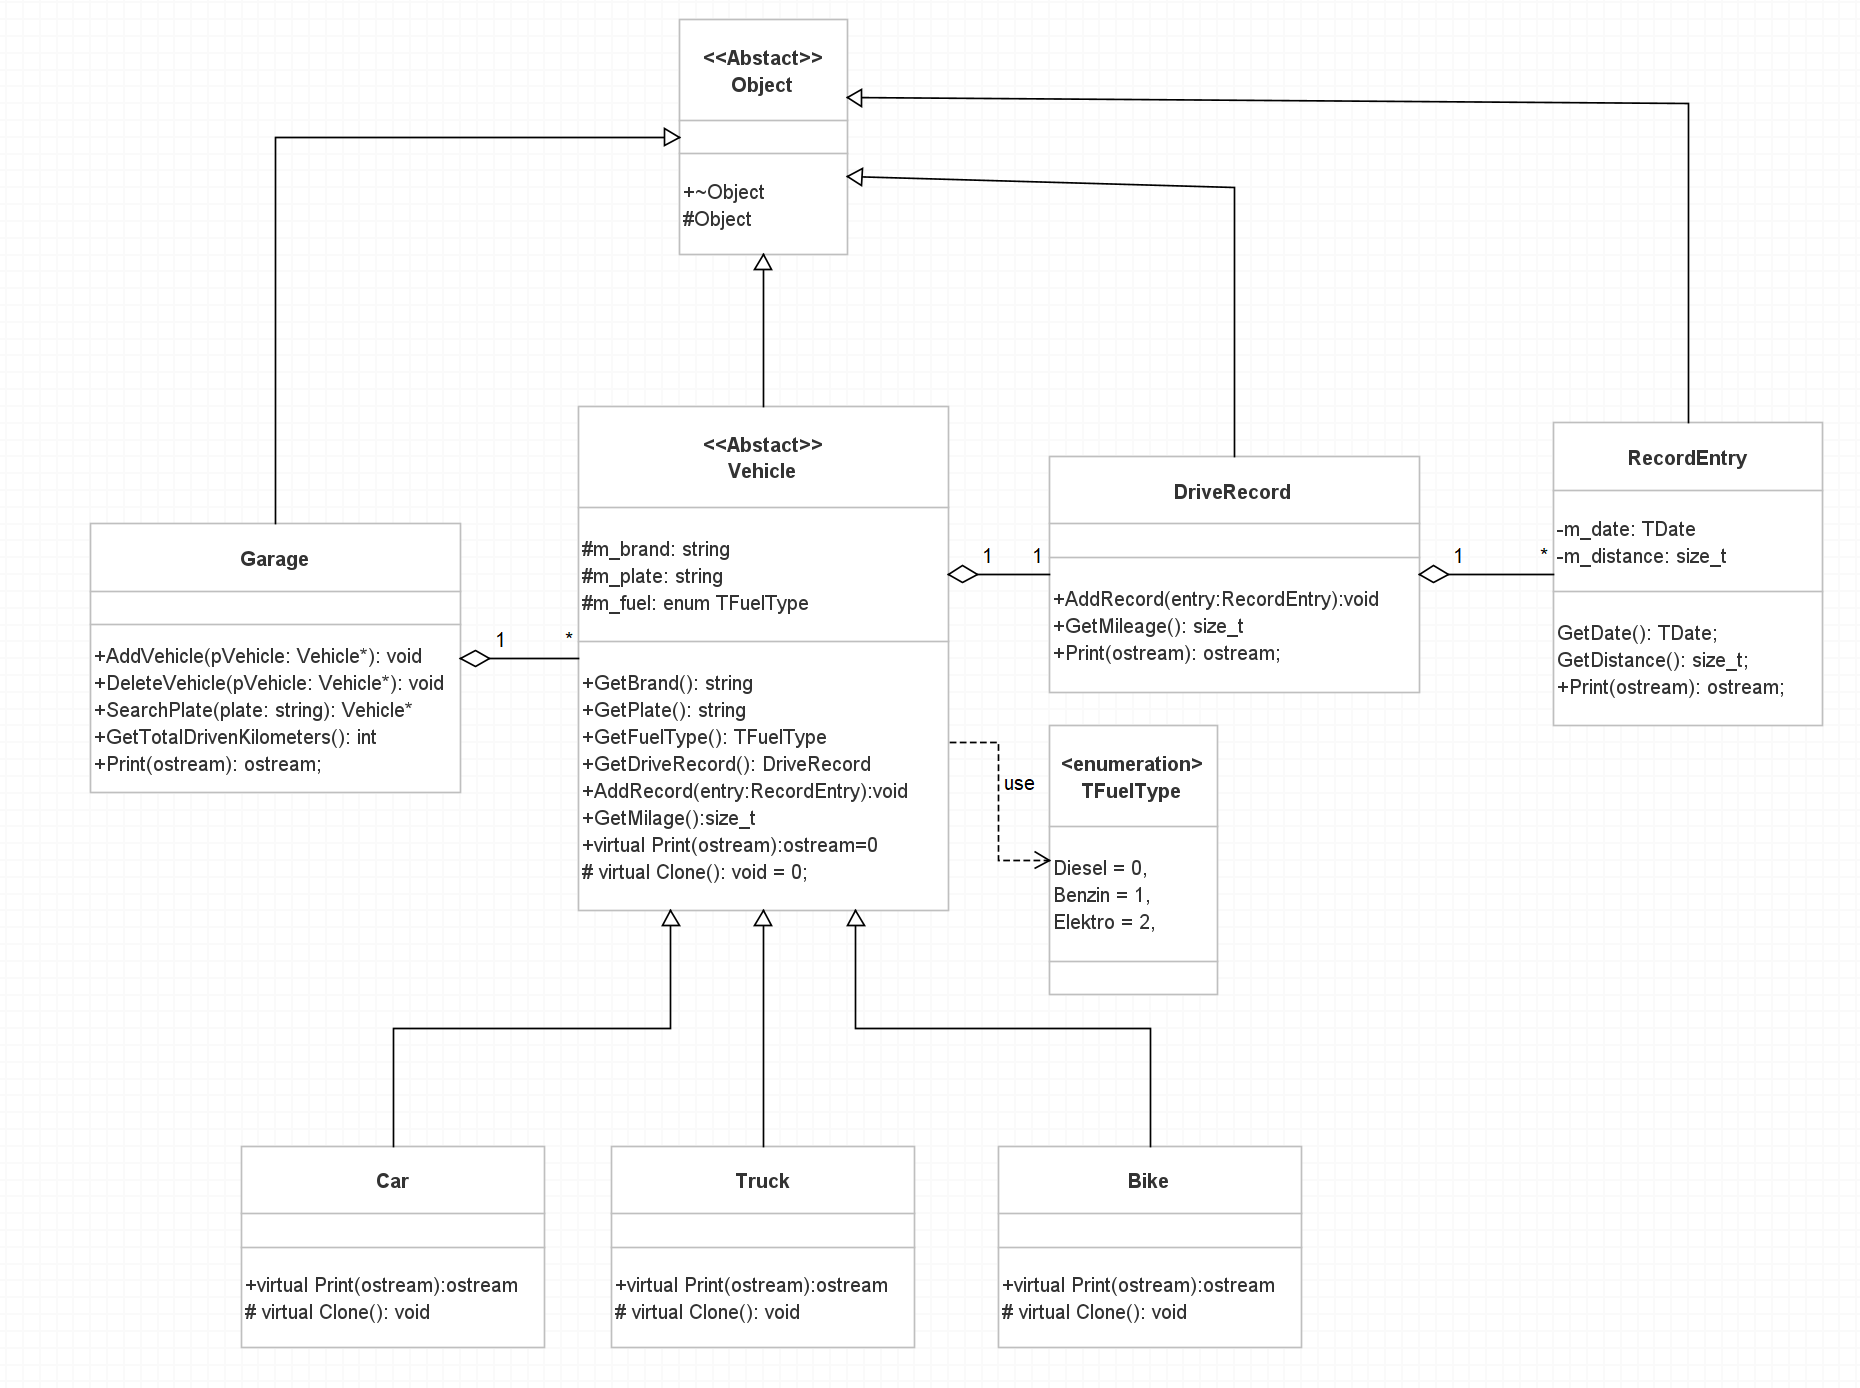 <<Abstact>>
Object
+~Object
#Object
<<Abstact>>
Vehicle
#m_brand: string
#m_plate: string
#m_fuel: enum TFuelType
+GetBrand(): string
+GetPlate(): string
+GetFuelType(): TFuelType
+GetDriveRecord(): DriveRecord
+AddRecord(entry:RecordEntry):void
+GetMilage():size_t
+virtual Print(ostream):ostream=0
# virtual Clone(): void = 0;
Garage
+AddVehicle(pVehicle: Vehicle*): void
+DeleteVehicle(pVehicle: Vehicle*): void
+SearchPlate(plate: string): Vehicle*
+GetTotalDrivenKilometers(): int
+Print(ostream): ostream;
1
*
1
1
DriveRecord
+AddRecord(entry:RecordEntry):void
+GetMileage(): size_t
+Print(ostream): ostream;
1
*
RecordEntry
-m_date: TDate
-m_distance: size_t
GetDate(): TDate;
GetDistance(): size_t;
+Print(ostream): ostream;
use
<enumeration>
TFuelType
Diesel = 0,
Benzin = 1,
Elektro = 2,
Car
+virtual Print(ostream):ostream
# virtual Clone(): void
Truck
+virtual Print(ostream):ostream
# virtual Clone(): void
Bike
+virtual Print(ostream):ostream
# virtual Clone(): void